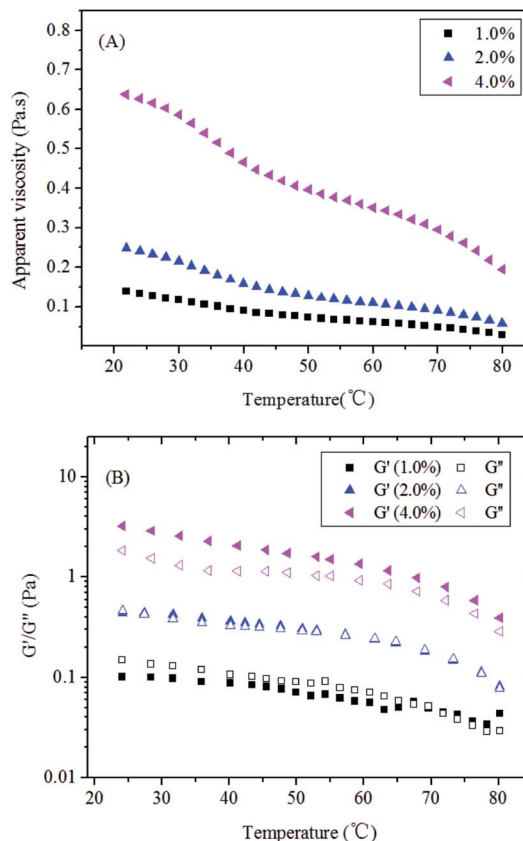 (A)
1.0%
2.0%
4.0%
0.8
0.7
0.6
0.5
0.4
0.3
0.2
0.1
Apparent viscosity (Pa.s)
20 30 40 50 60 70 80
Temperature(℃)
(B)
G' (1.0%) G''
G' (2.0%) G''
G' (4.0%) G''
10
1
0.1
0.01
G'/G'' (Pa)
20 30 40 50 60 70 80
Temperature (℃)